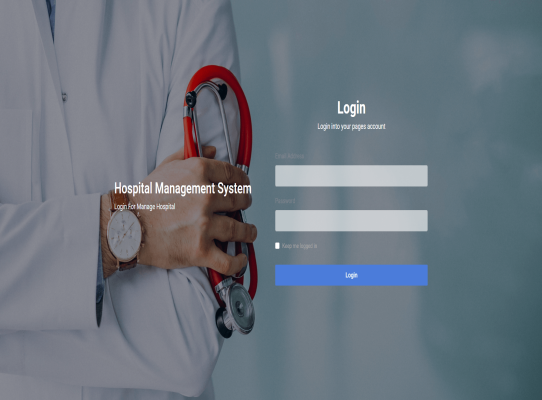 Hospital Management System
Login For Manage Hospital
Login
Login into your pages account
Email Address
Password
Keep me logged in
Login